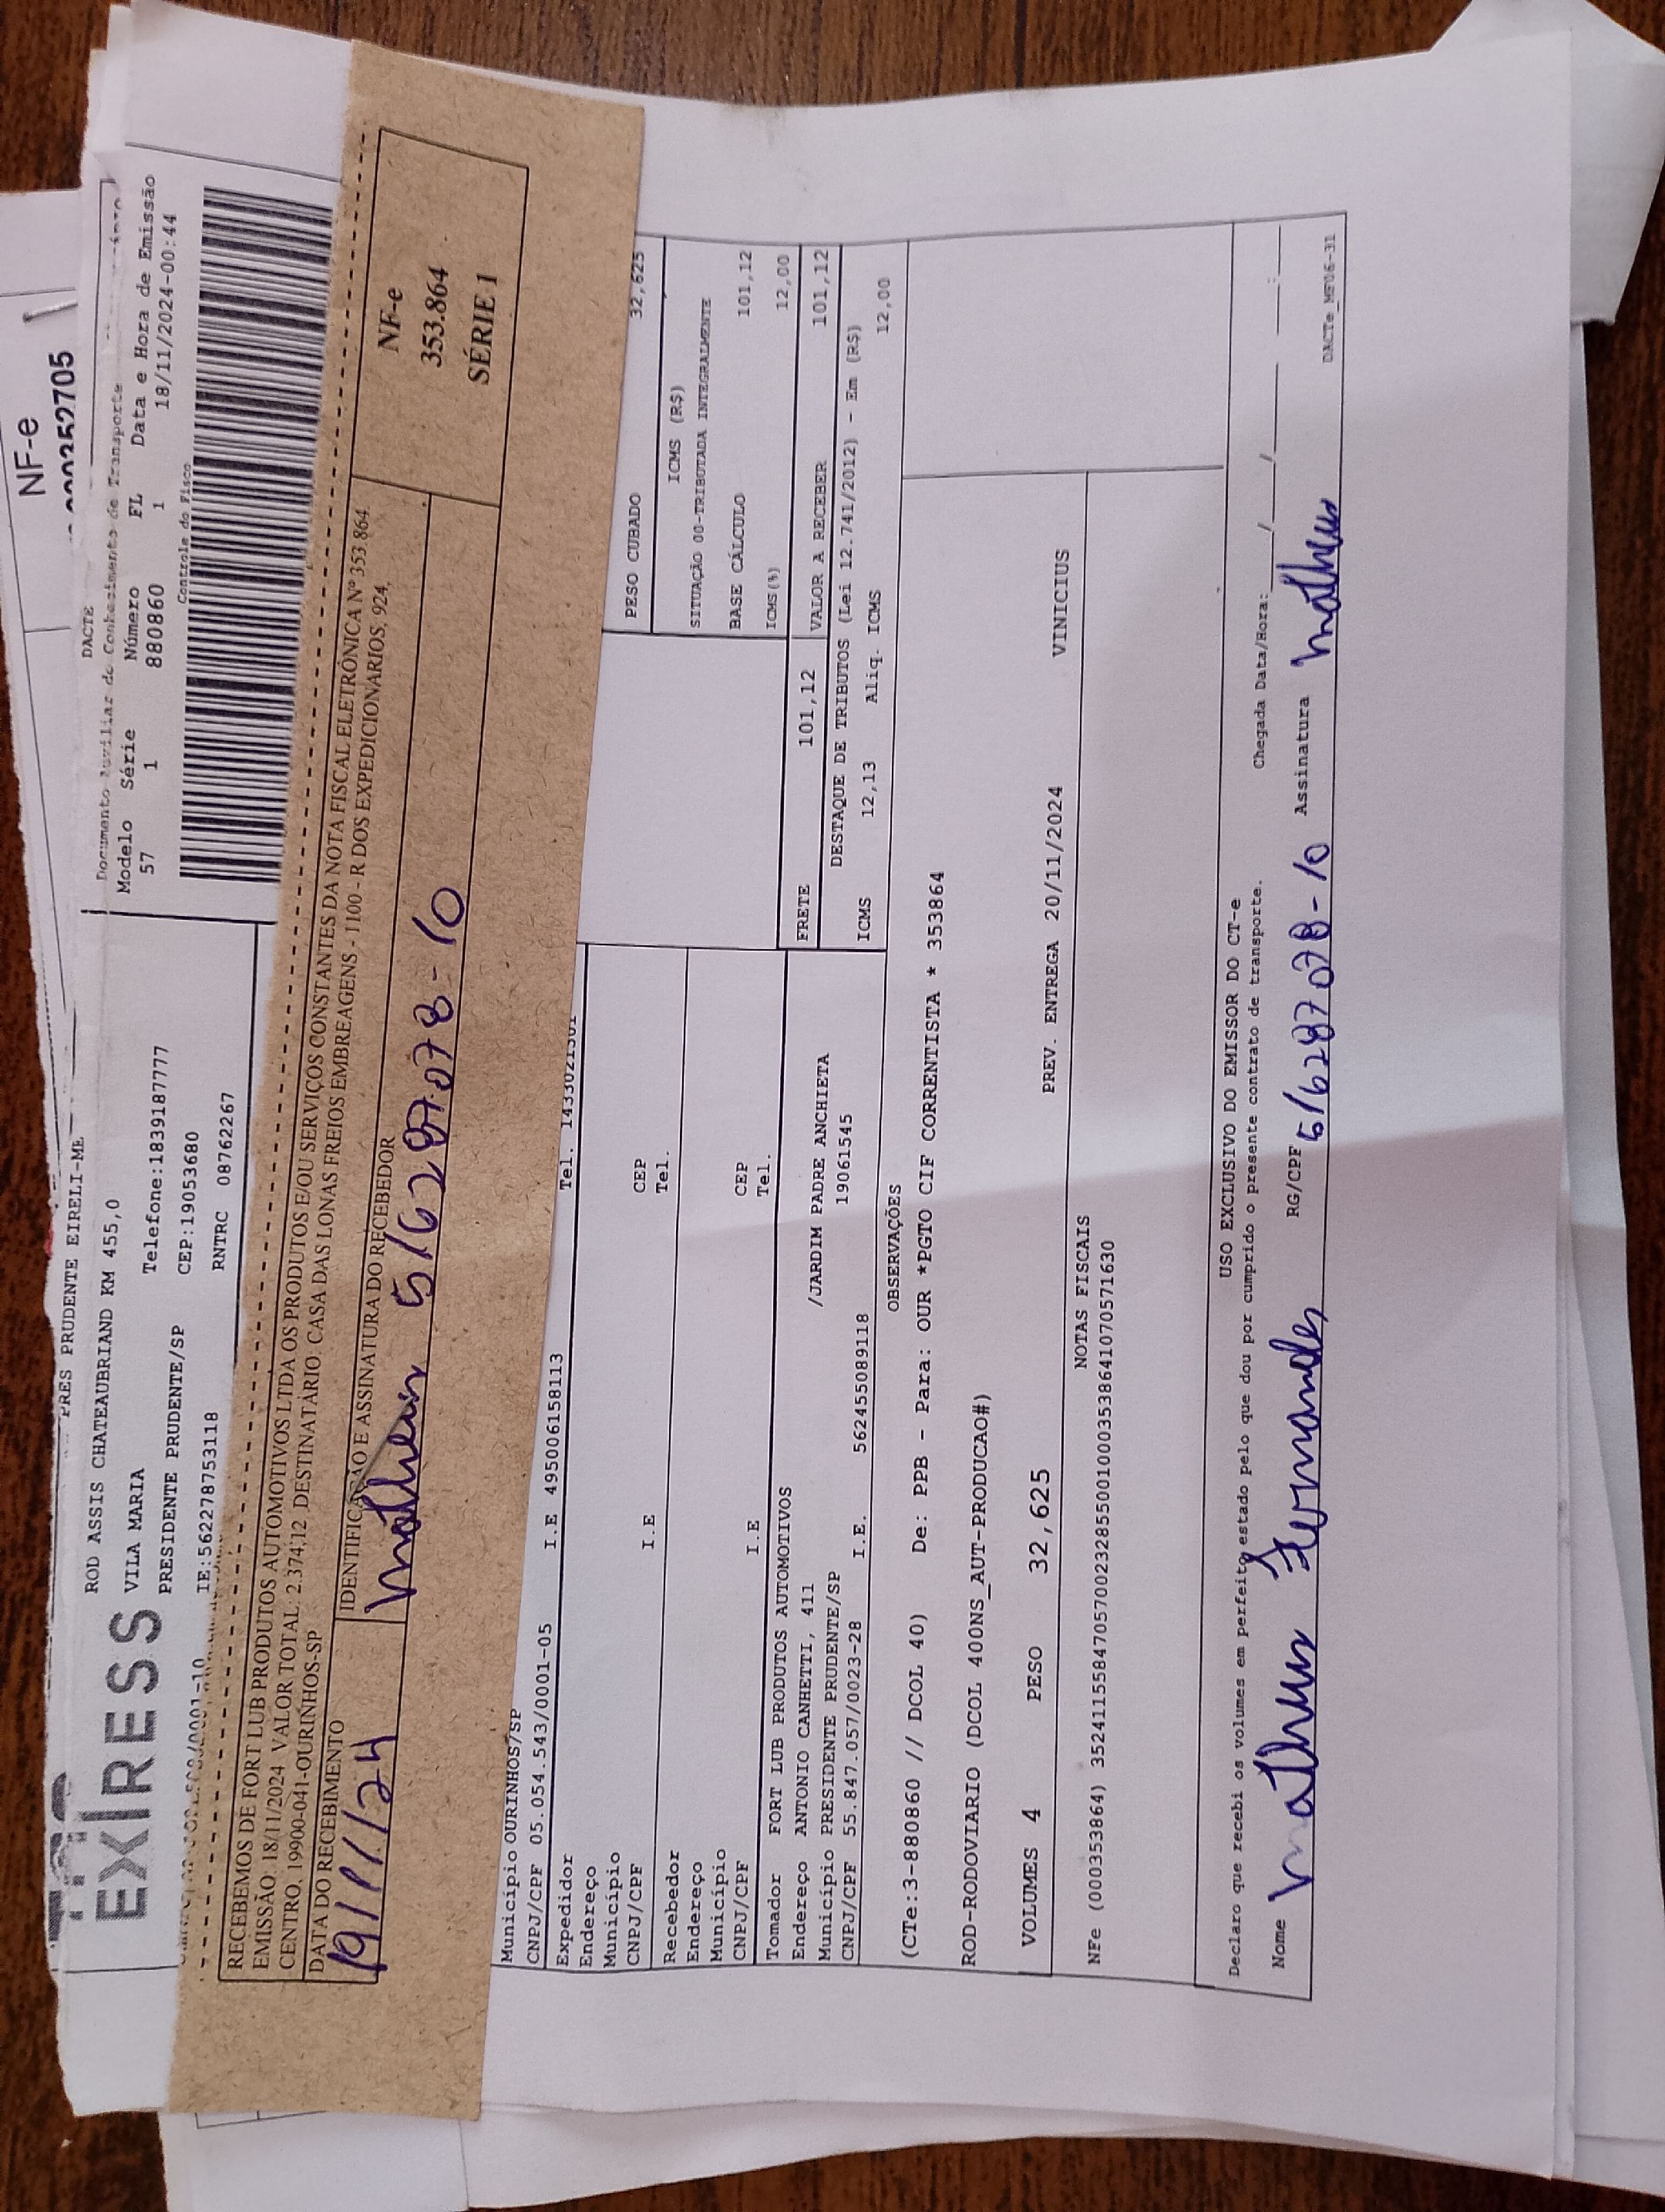 NF-e
PRES PRUDENTE EIRELI-ME
ROD ASSIS CHATEAUBRIAND KM 455,0
VILA MARIA Telefone:1839187777
PRESIDENTE PRUDENTE/SP CEP:19053680
IE:562278753118 RNTRC 08762267
EXPRESS
DACTE
Documento Auxiliar do Conhecimento de Transporte
Modelo Série Número FL Data e Hora de Emissão
57 1 880860 1 18/11/2024-00:44
Controle do Fisco
RECEBEMOS DE FORT LUB PRODUTOS AUTOMOTIVOS LTDA OS PRODUTOS E/OU SERVIÇOS CONSTANTES DA NOTA FISCAL ELETRÔNICA Nº 353.864
EMISSÃO: 18/11/2024 VALOR TOTAL: 2.374,12 DESTINATÁRIO: CASA DAS LONAS FREIOS EMBREAGENS - 1100 - R DOS EXPEDICIONARIOS, 924,
CENTRO, 19900-041-OURINHOS-SP
DATA DO RECEBIMENTO IDENTIFICAÇÃO E ASSINATURA DO RECEBEDOR
19/11/24 Matheus 516287.078-10
NF-e
353.864
SÉRIE 1
Município OURINHOS/SP
CNPJ/CPF 05.054.543/0001-05 I.E 495006158113 Tel. 1433021501
Expedidor
Endereço
Município CEP
CNPJ/CPF I.E Tel.
Recebedor
Endereço
Município CEP
CNPJ/CPF I.E Tel.
Tomador FORT LUB PRODUTOS AUTOMOTIVOS
Endereço ANTONIO CANHETTI, 411 /JARDIM PADRE ANCHIETA
Município PRESIDENTE PRUDENTE/SP 19061545
CNPJ/CPF 55.847.057/0023-28 I.E. 562455089118
PESO CUBADO 32,625
ICMS (R$)
SITUAÇÃO 00-TRIBUTADA INTEGRALMENTE
BASE CÁLCULO 101,12
ICMS(%) 12,00
FRETE 101,12 VALOR A RECEBER 101,12
DESTAQUE DE TRIBUTOS (Lei 12.741/2012) - Em (R$)
ICMS 12,13 Aliq. ICMS 12,00
OBSERVAÇÕES
(CTe:3-880860 // DCOL 40) De: PPB - Para: OUR *PGTO CIF CORRENTISTA * 353864
ROD-RODOVIARIO (DCOL 400NS_AUT-PRODUCAO#)
VOLUMES 4 PESO 32,625 PREV. ENTREGA 20/11/2024 VINICIUS
NOTAS FISCAIS
NFe (000353864) 35241155847057002328550010003538641070571630
USO EXCLUSIVO DO EMISSOR DO CT-e
Declaro que recebi os volumes em perfeito estado pelo que dou por cumprido o presente contrato de transporte. Chegada Data/Hora: ___/___/___ ___:___
Nome Matheus Fernandes RG/CPF 516287078-10 Assinatura Matheus
DACTe_MF06-31